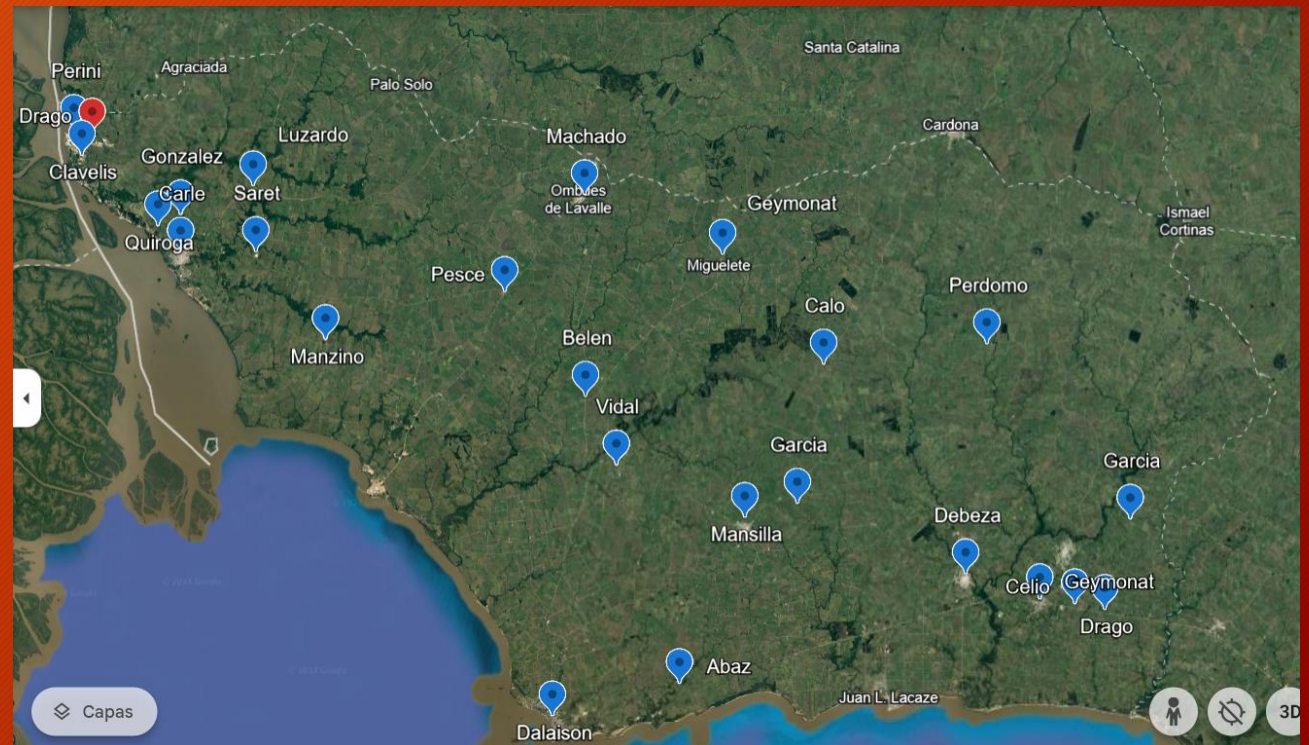 Santa Catalina
Perini
Agraciada
Palo Solo
Drago
Cardona
Luzardo
Machado
Gonzalez
Clavelis
Carle
Saret
Ombúes
de Lavalle
Geymonat
Ismael
Cortinas
Quiroga
Miguelete
Pesce
Perdomo
Calo
Belen
Manzino
Vidal
Garcia
Garcia
Debeza
Mansilla
Celio
Geymonat
Drago
Abaz
Juan L. Lacaze
Capas
3D
Dalaison